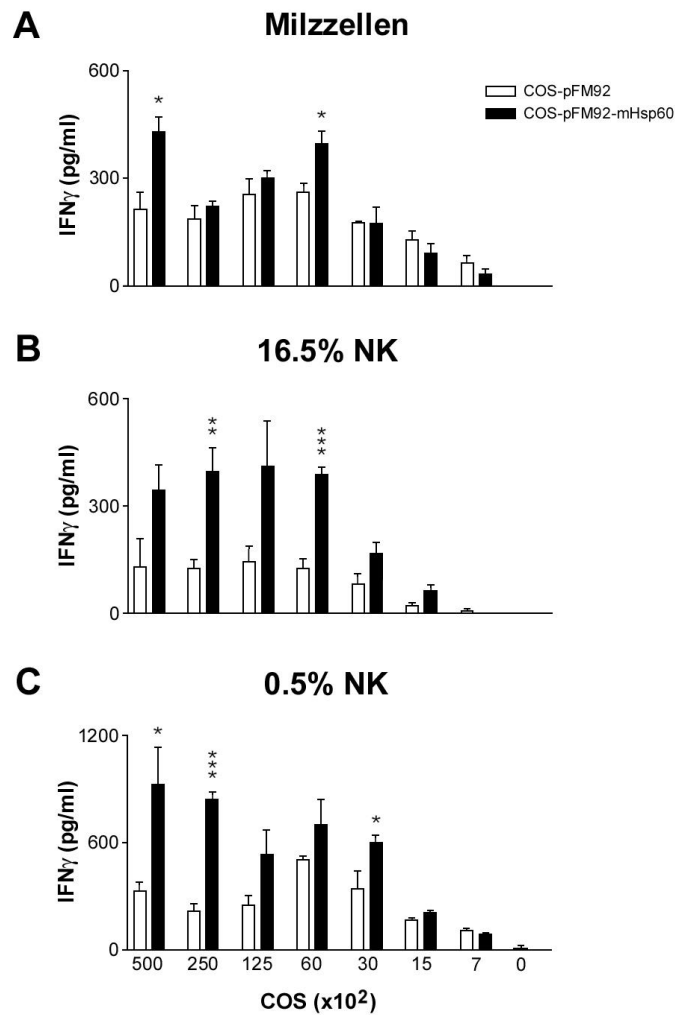 A
Milzzellen
600
300
0
IFNγ (pg/ml)
*
*
COS-pFM92
COS-pFM92-mHsp60
B
16.5% NK
600
300
0
IFNγ (pg/ml)
**
***
C
0.5% NK
1200
600
0
IFNγ (pg/ml)
*
***
*
500 250 125 60 30 15 7 0
COS (x10²)